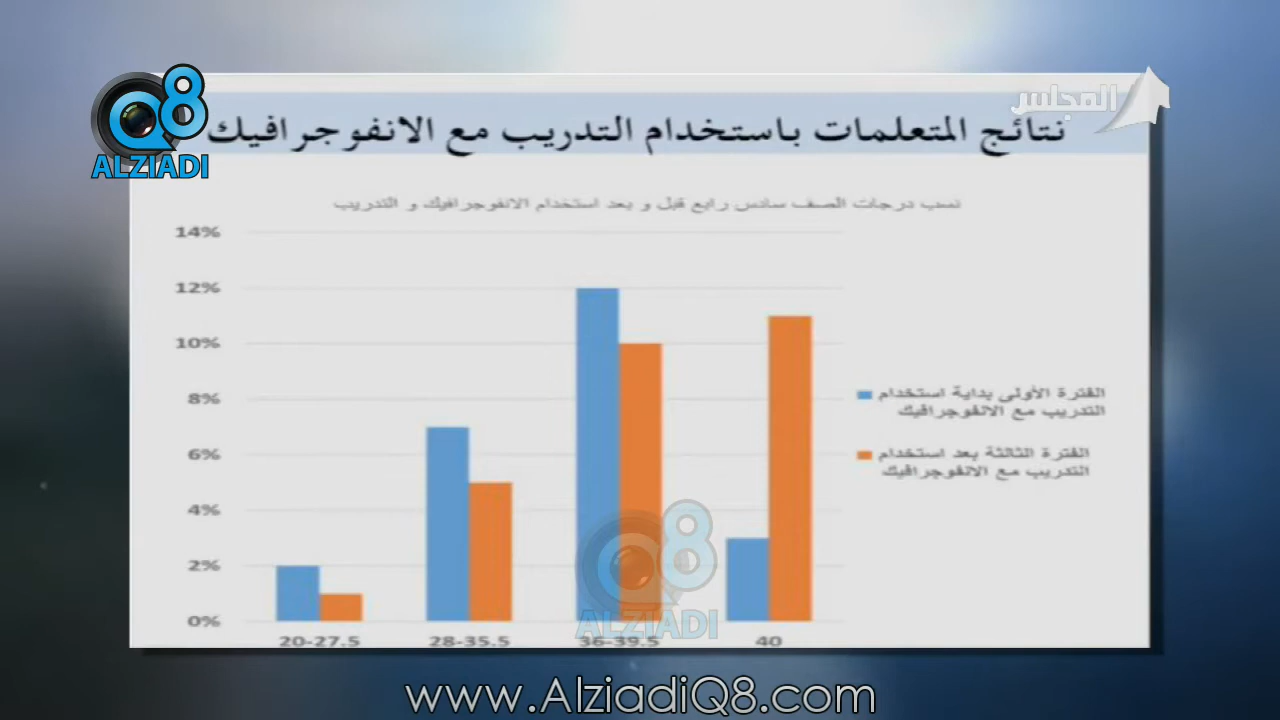 Q8
ALZIADI
المجلس
نتائج المتعلمات باستخدام التدريب مع الانفوجرافيك
نسب درجات الصف سادس رابع قبل و بعد استخدام الانفوجرافيك و التدريب
14%
12%
10%
8%
6%
4%
2%
0%
20-27.5
28-35.5
36-39.5
40
الفترة الأولى بداية استخدام
التدريب مع الانفوجرافيك
الفترة الثالثة بعد استخدام
التدريب مع الانفوجرافيك
Q8
ALZIADI
www.AlziadiQ8.com